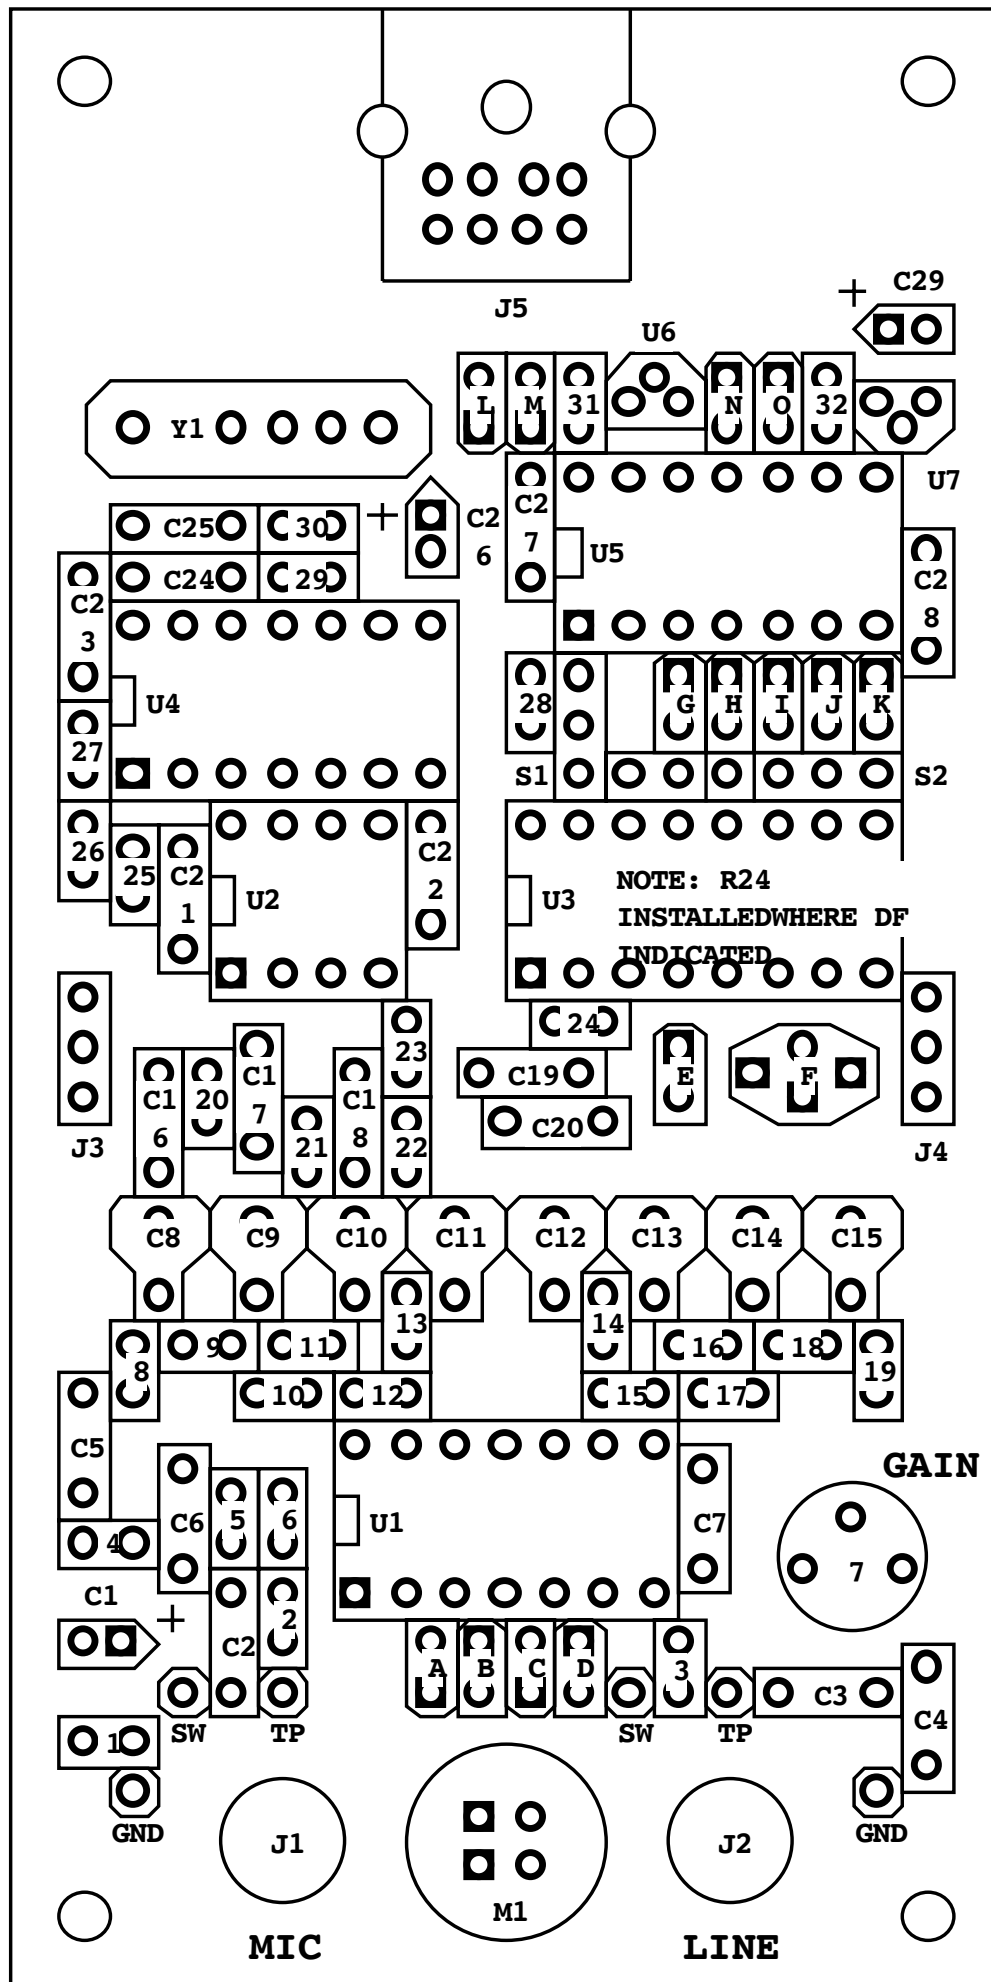 J5
+ C29
U6
L M 31 N O 32
Y1
U7
C25 30 + C2
6
C2
7
U5
C24 29
C2
3
C2
8
U4
28 G H I J K
27
S1 S2
26 25 C2
1
U2
C2
2
U3
NOTE: R24
INSTALLEDWHERE DF
INDICATED
24
23
C19 E F
C1
6
20 C1
7
C1
8
C20
21 22
J3 J4
C8 C9 C10 C11 C12 C13 C14 C15
13 14
8 9 11 16 18 19
10 12 15 17
C5
GAIN
C6 5 6 U1 C7
4
7
C1
+
C2 2
A B C D 3
C3 C4
SW TP SW TP
1
GND GND
J1 J2
M1
MIC LINE